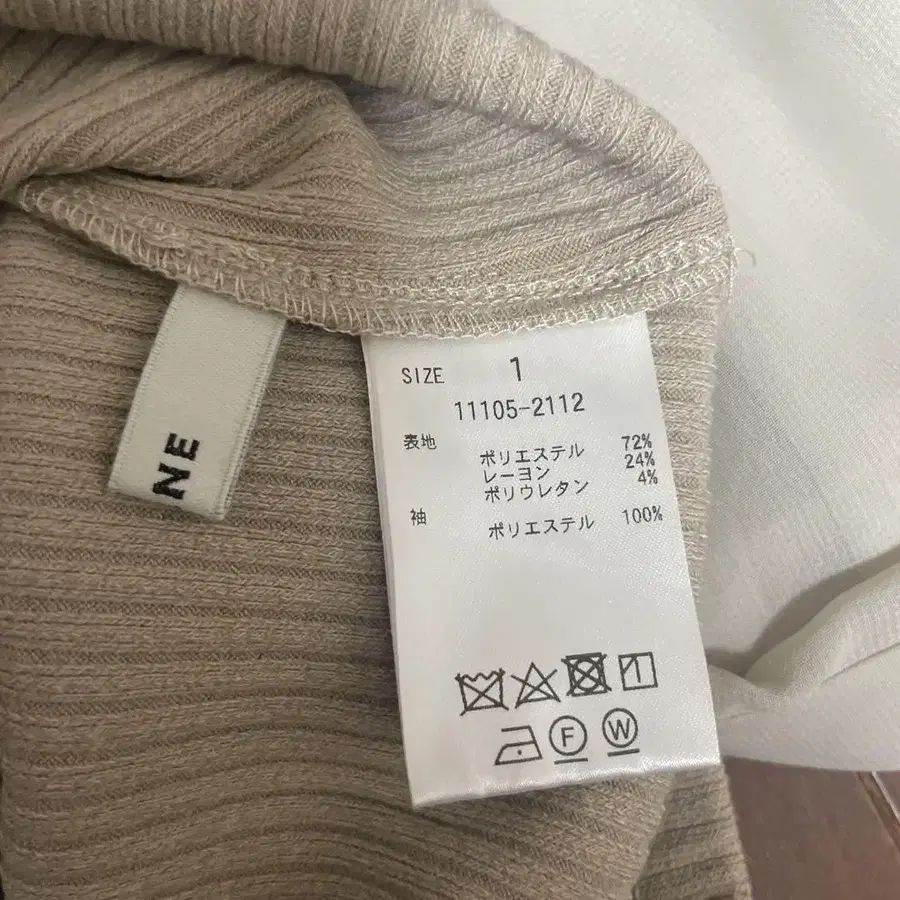 NE
SIZE 1
11105-2112
表地 ポリエステル 72%
レーヨン 24%
ポリウレタン 4%
袖 ポリエステル 100%
F W